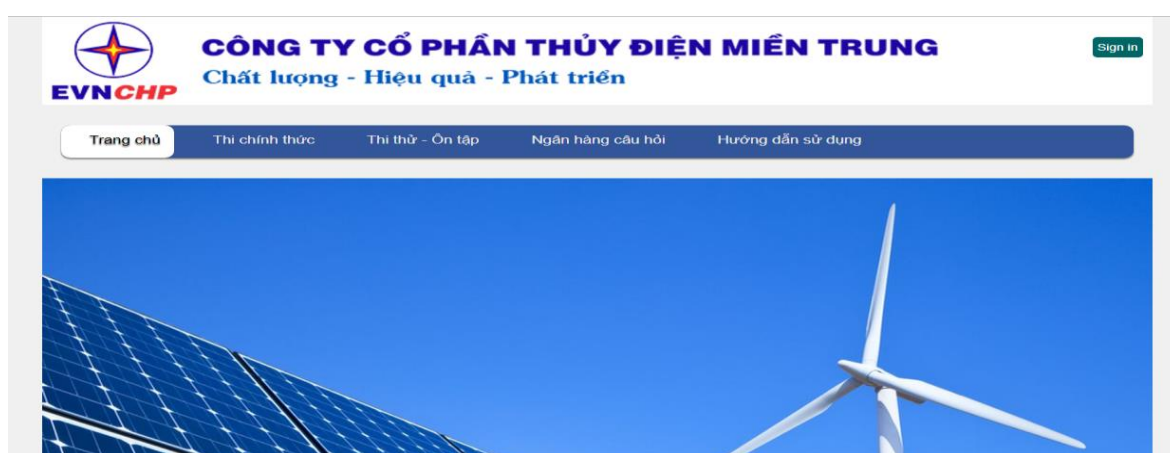 CÔNG TY CỔ PHẦN THỦY ĐIỆN MIỀN TRUNG
Sign in
Chất lượng - Hiệu quả - Phát triển
EVNCHP
Trang chủ
Thi chính thức
Thi thử - Ôn tập
Ngân hàng câu hỏi
Hướng dẫn sử dụng